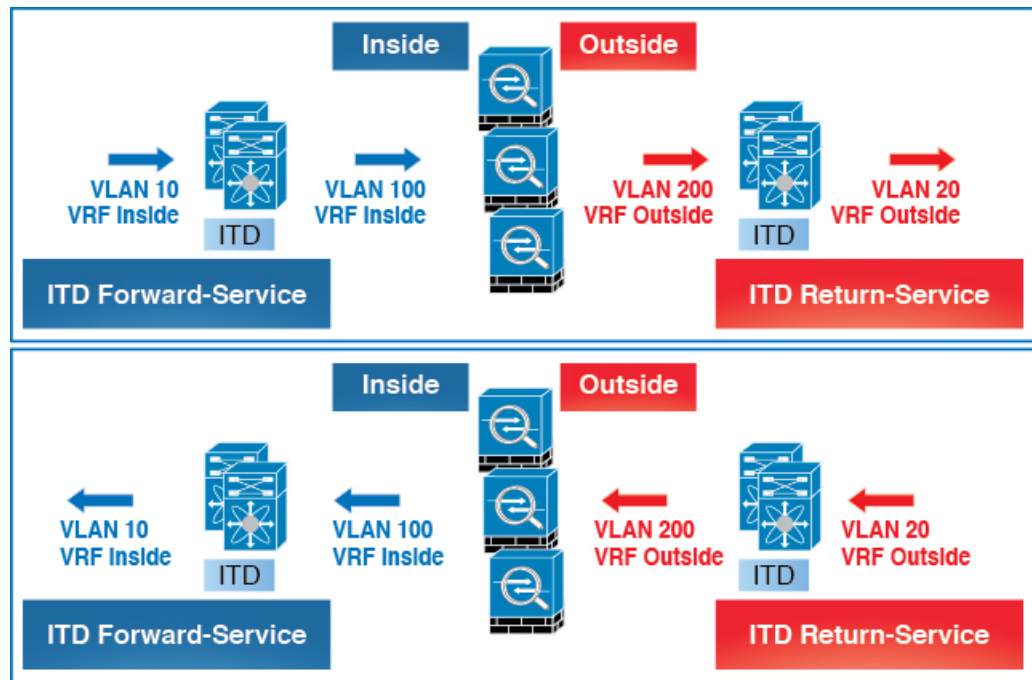 Inside
Outside
VLAN 10
VRF Inside
VLAN 100
VRF Inside
VLAN 200
VRF Outside
VLAN 20
VRF Outside
ITD
ITD
ITD Forward-Service
ITD Return-Service
Inside
Outside
VLAN 10
VRF Inside
VLAN 100
VRF Inside
VLAN 200
VRF Outside
VLAN 20
VRF Outside
ITD
ITD
ITD Forward-Service
ITD Return-Service